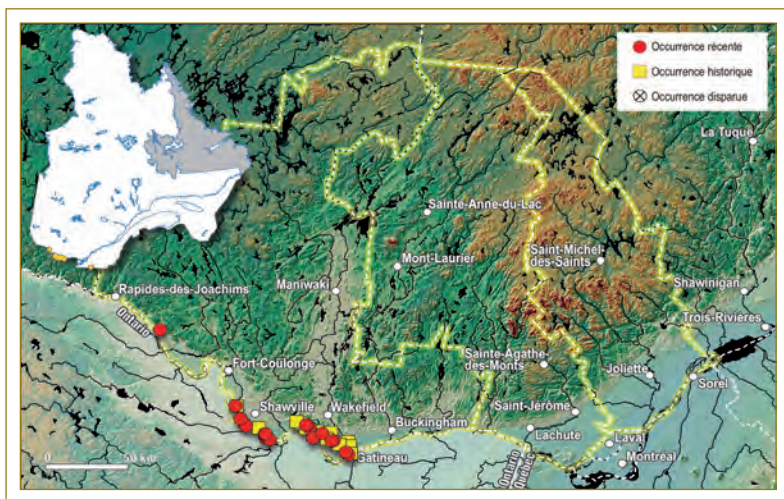 Occurrence récente
Occurrence historique
Occurrence disparue
La Tuque
Sainte-Anne-du-Lac
Mont-Laurier
Saint-Michel-
des-Saints
Maniwaki
Rapides-des-Joachims
Shawinigan
Trois-Rivières
Ontario
Fort-Coulonge
Sainte-Agathe-
des-Monts
Joliette
Sorel
Shawville
Wakefield
Saint-Jérôme
Buckingham
Lachute
Laval
Gatineau
Montréal
Ontario
Québec
0
50 km